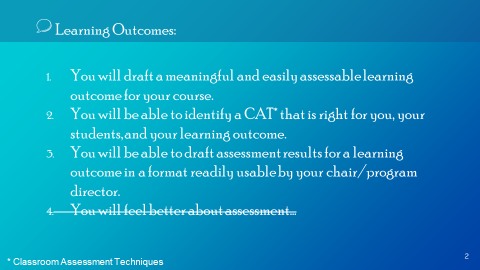 Learning Outcomes:
1. You will draft a meaningful and easily assessable learning
outcome for your course.
2. You will be able to identify a CAT* that is right for you, your
students, and your learning outcome.
3. You will be able to draft assessment results for a learning
outcome in a format readily usable by your chair/program
director.
4. You will feel better about assessment...
* Classroom Assessment Techniques
2